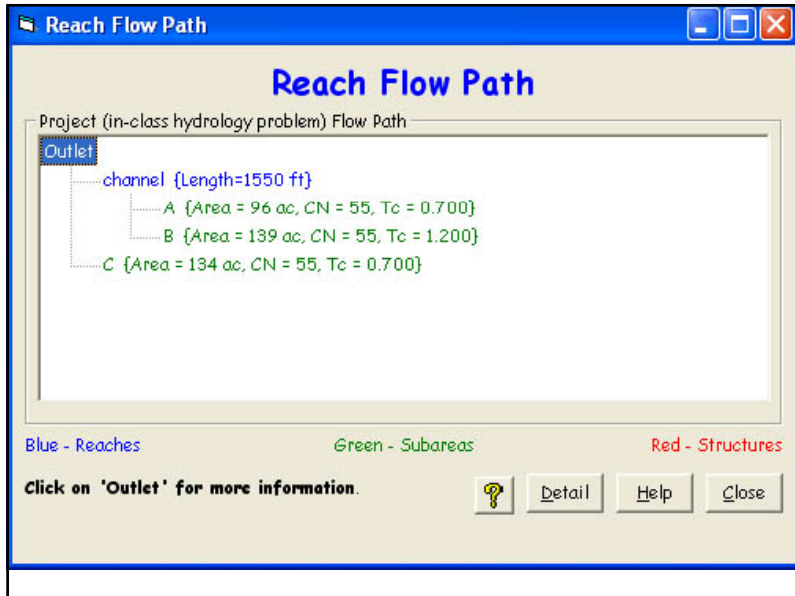 Reach Flow Path
Reach Flow Path
Project (in-class hydrology problem) Flow Path
Outlet
channel {Length=1550 ft}
A {Area = 96 ac, CN = 55, Tc = 0.700}
B {Area = 139 ac, CN = 55, Tc = 1.200}
C {Area = 134 ac, CN = 55, Tc = 0.700}
Blue - Reaches Green - Subareas Red - Structures
Click on 'Outlet' for more information. ? Detail Help Close